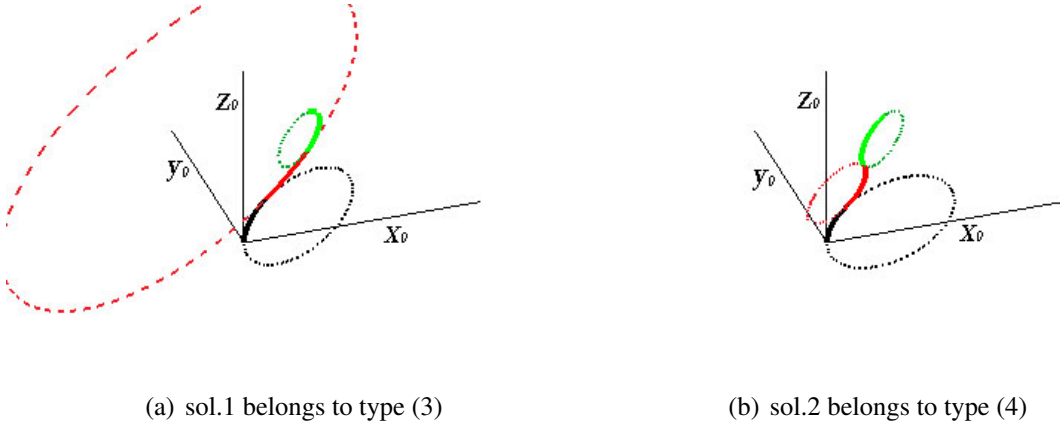 Z0
y0
X0
Z0
y0
X0
(a) sol.1 belongs to type (3)
(b) sol.2 belongs to type (4)